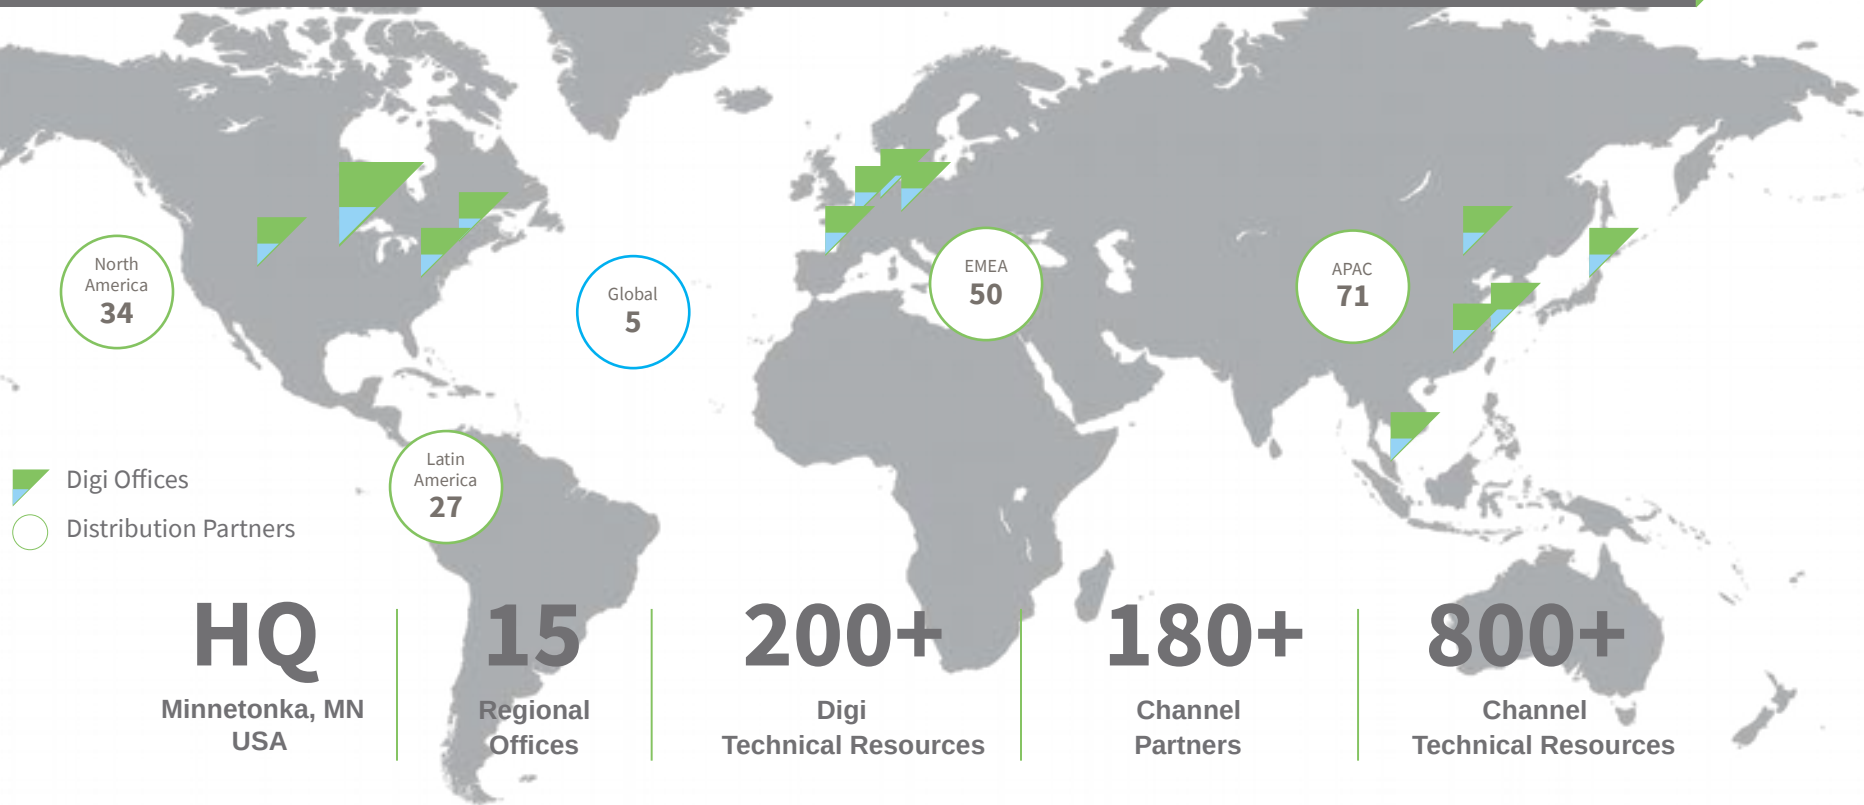 North
America
34
Global
5
EMEA
50
APAC
71
Latin
America
27
Digi Offices
Distribution Partners
HQ
Minnetonka, MN
USA
15
Regional
Offices
200+
Digi
Technical Resources
180+
Channel
Partners
800+
Channel
Technical Resources